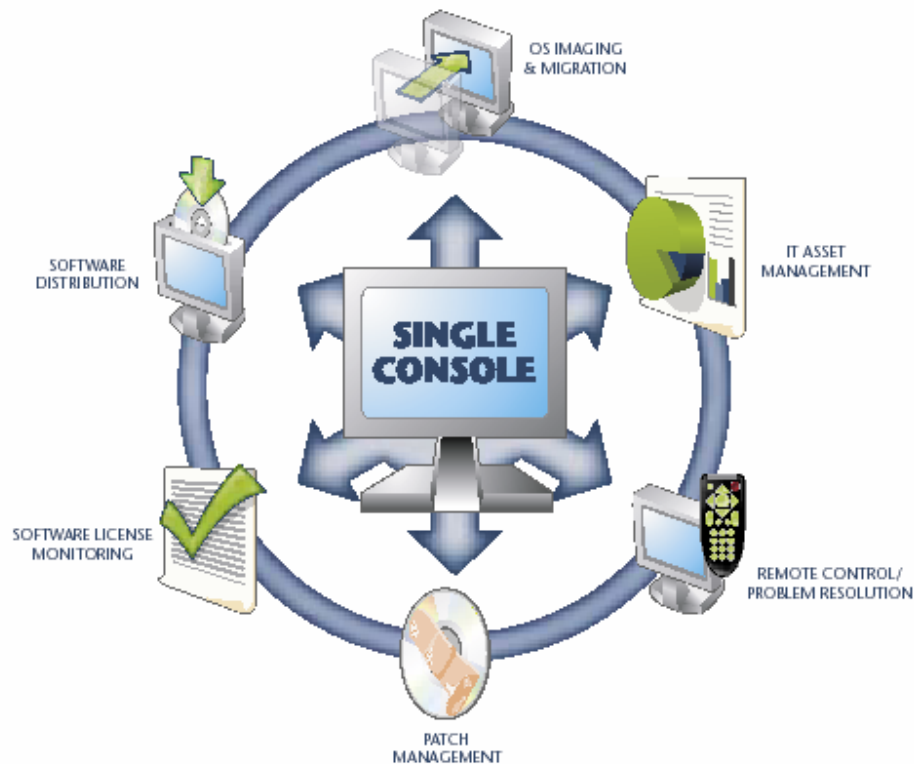 OS IMAGING
& MIGRATION
IT ASSET
MANAGEMENT
SOFTWARE
DISTRIBUTION
SINGLE
CONSOLE
SOFTWARE LICENSE
MONITORING
REMOTE CONTROL/
PROBLEM RESOLUTION
PATCH
MANAGEMENT